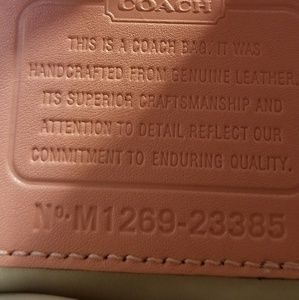 COACH
THIS IS A COACH BAG. IT WAS
HANDCRAFTED FROM GENUINE LEATHER.
ITS SUPERIOR CRAFTSMANSHIP AND
ATTENTION TO DETAIL REFLECT OUR
COMMITMENT TO ENDURING QUALITY.
No. M1269-23385